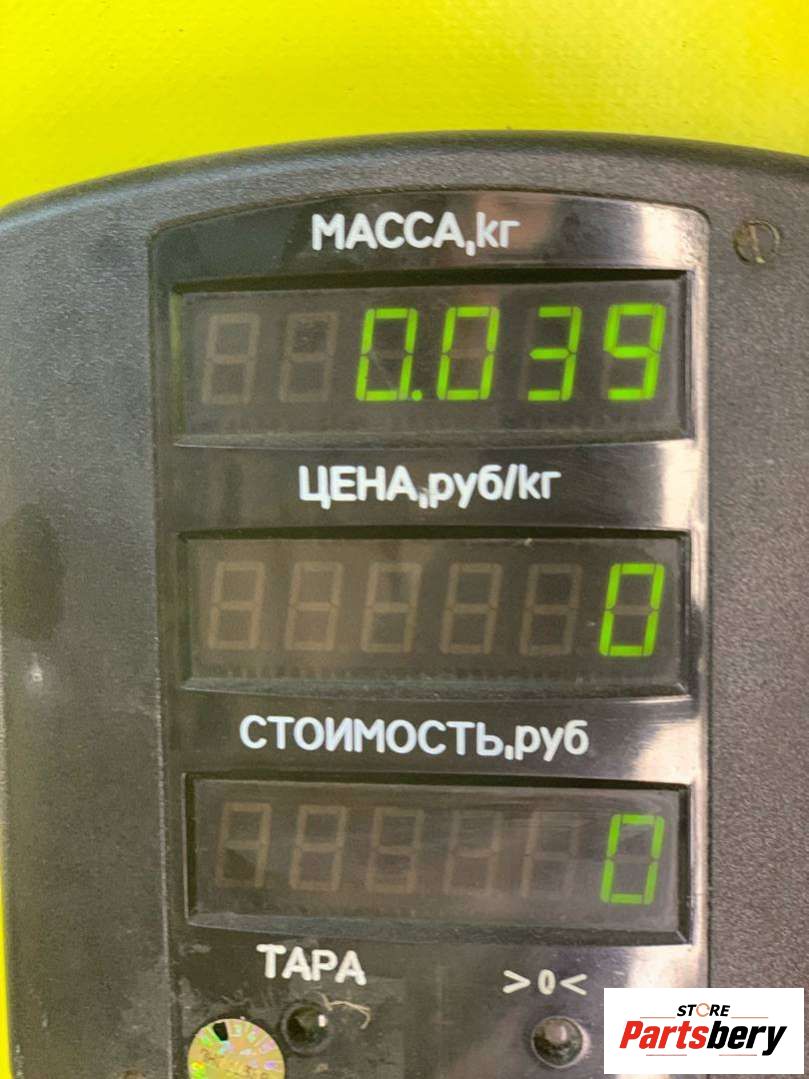 МАССА,кг
0.039
ЦЕНА,руб/кг
0
СТОИМОСТЬ,руб
0
ТАРА
>0<
STORE
Partsbery